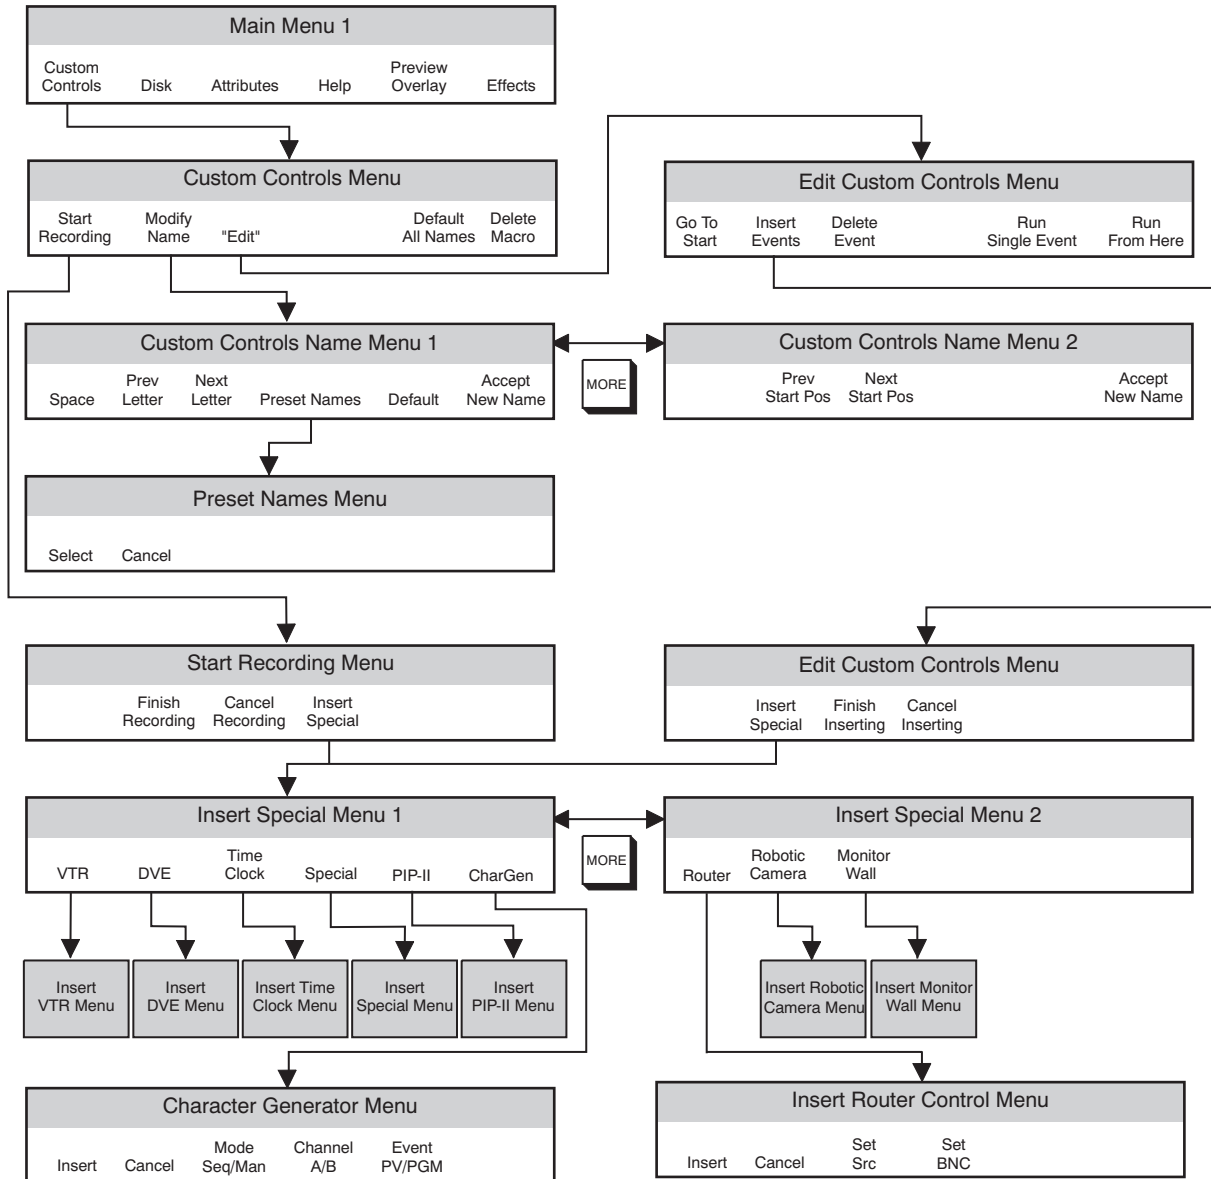 Main Menu 1
Custom Controls
Disk
Attributes
Help
Preview Overlay
Effects
Custom Controls Menu
Start Recording
Modify Name
"Edit"
Default All Names
Delete Macro
Edit Custom Controls Menu
Go To Start
Insert Events
Delete Event
Run Single Event
Run From Here
Custom Controls Name Menu 1
Space
Prev Letter
Next Letter
Preset Names
Default
Accept New Name
MORE
Custom Controls Name Menu 2
Prev Start Pos
Next Start Pos
Accept New Name
Preset Names Menu
Select
Cancel
Start Recording Menu
Finish Recording
Cancel Recording
Insert Special
Edit Custom Controls Menu
Insert Special
Finish Inserting
Cancel Inserting
Insert Special Menu 1
VTR
DVE
Time Clock
Special
PIP-II
CharGen
MORE
Insert Special Menu 2
Router
Robotic Camera
Monitor Wall
Insert VTR Menu
Insert DVE Menu
Insert Time Clock Menu
Insert Special Menu
Insert PIP-II Menu
Insert Robotic Camera Menu
Insert Monitor Wall Menu
Character Generator Menu
Insert
Cancel
Mode Seq/Man
Channel A/B
Event PV/PGM
Insert Router Control Menu
Insert
Cancel
Set Src
Set BNC